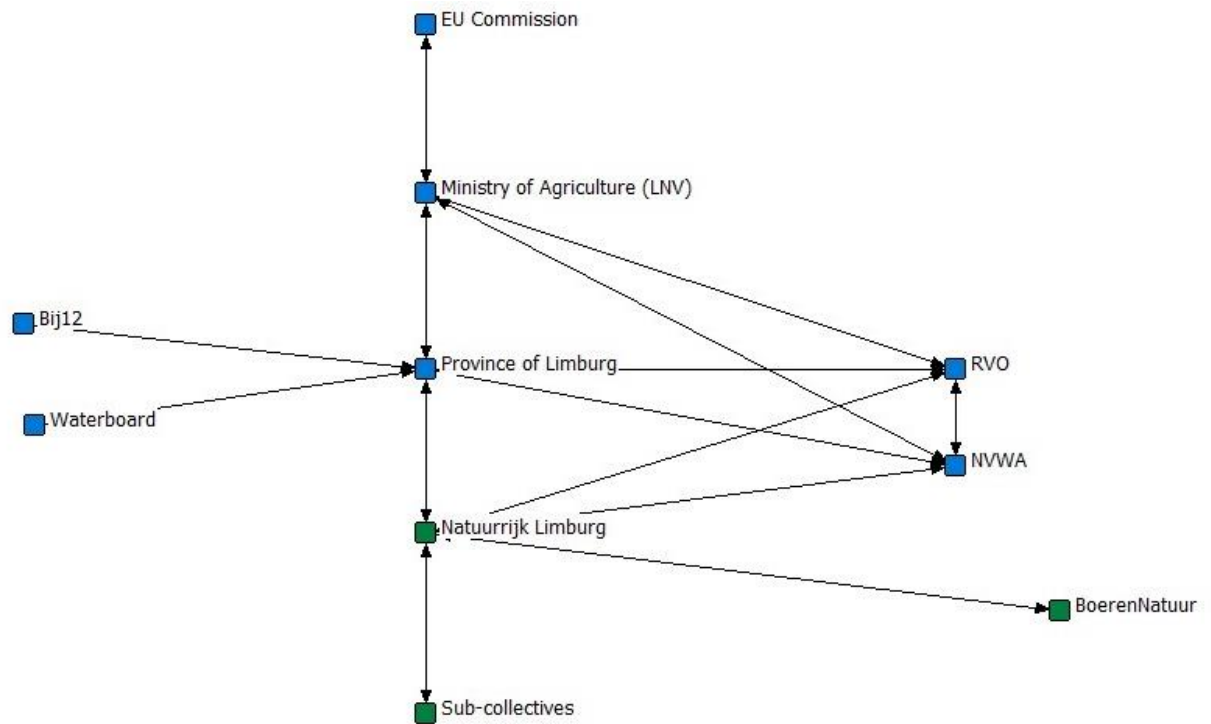 EU Commission
Ministry of Agriculture (LNV)
Bij12
Province of Limburg
RVO
Waterboard
NVWA
Natuurrijk Limburg
BoerenNatuur
Sub-collectives